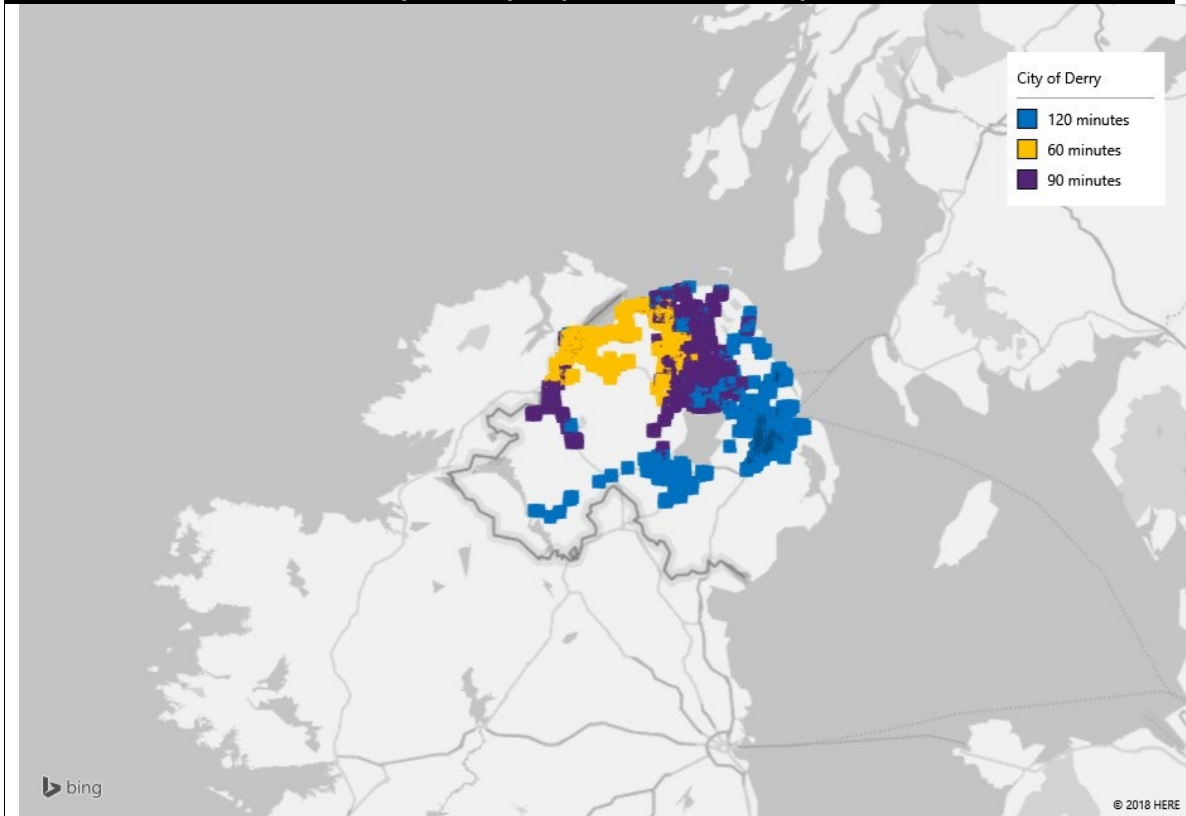 City of Derry
120 minutes
60 minutes
90 minutes
bing
© 2018 HERE